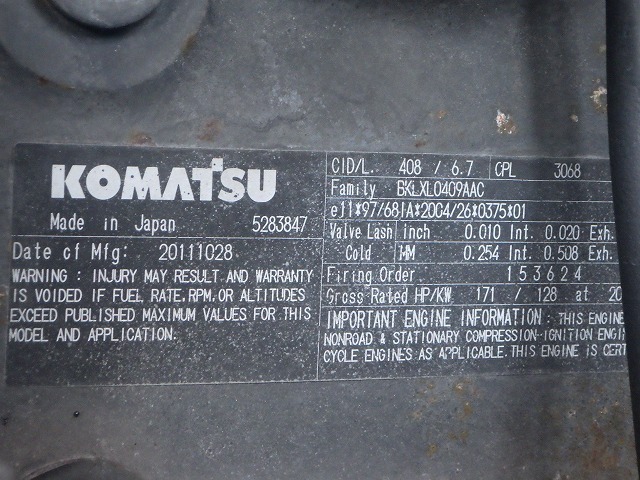 KOMATSU
Made in Japan 5283847
Date of Mfg: 20111028
WARNING : INJURY MAY RESULT AND WARRANTY
IS VOIDED IF FUEL RATE, RPM, OR ALTITUDES
EXCEED PUBLISHED MAXIMUM VALUES FOR THIS
MODEL AND APPLICATION.
CID/L. 408 / 6.7 CPL 3068
Family BKLXL0409AAC
e11*97/68IA*20C4/26*0375*01
Valve Lash inch 0.010 Int. 0.020 Exh.
Cold MM 0.254 Int. 0.508 Exh.
Firing Order 153624
Gross Rated HP/KW 171 / 128 at 20
IMPORTANT ENGINE INFORMATION : THIS ENGINE
NONROAD & STATIONARY COMPRESSION-IGNITION ENGI
CYCLE ENGINES AS APPLICABLE. THIS ENGINE IS CERT